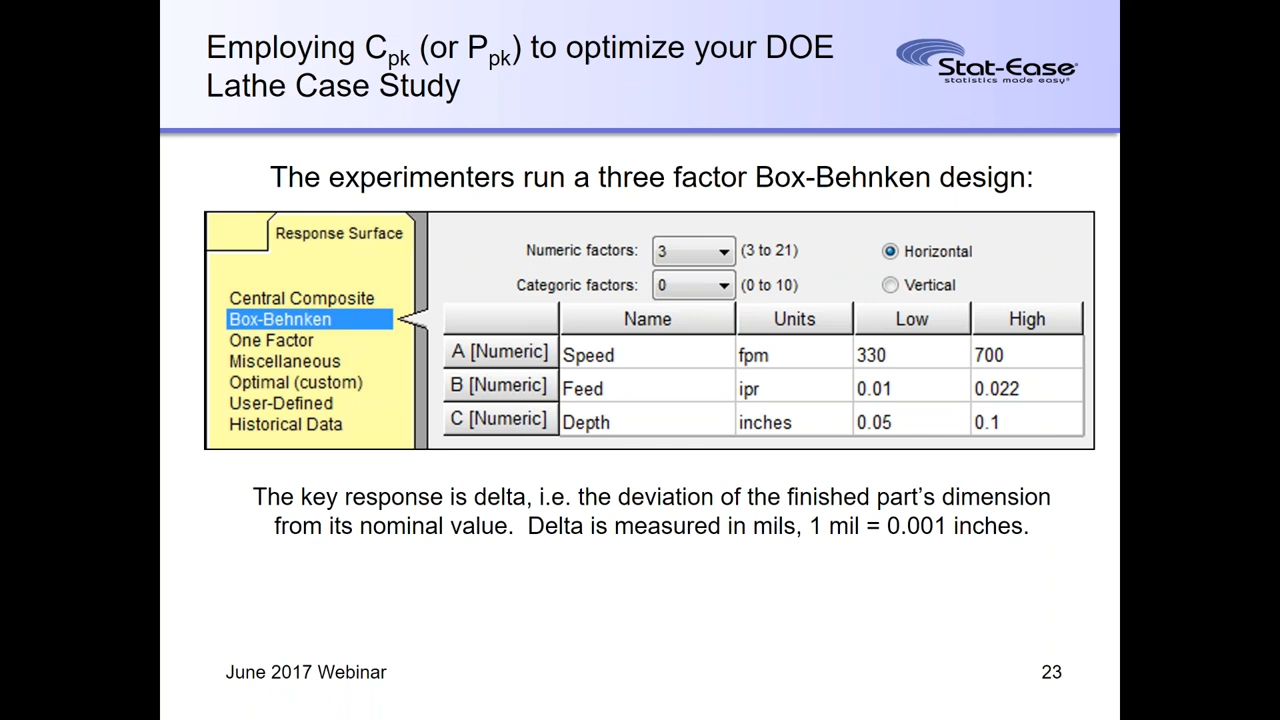 Employing Cpk (or Ppk) to optimize your DOE
Lathe Case Study
Stat-Ease
statistics made easy®
The experimenters run a three factor Box-Behnken design:
Response Surface
Central Composite
Box-Behnken
One Factor
Miscellaneous
Optimal (custom)
User-Defined
Historical Data
Numeric factors: 3 (3 to 21) Horizontal
Categoric factors: 0 (0 to 10) Vertical
Name Units Low High
A [Numeric] Speed fpm 330 700
B [Numeric] Feed ipr 0.01 0.022
C [Numeric] Depth inches 0.05 0.1
The key response is delta, i.e. the deviation of the finished part’s dimension
from its nominal value. Delta is measured in mils, 1 mil = 0.001 inches.
June 2017 Webinar 23